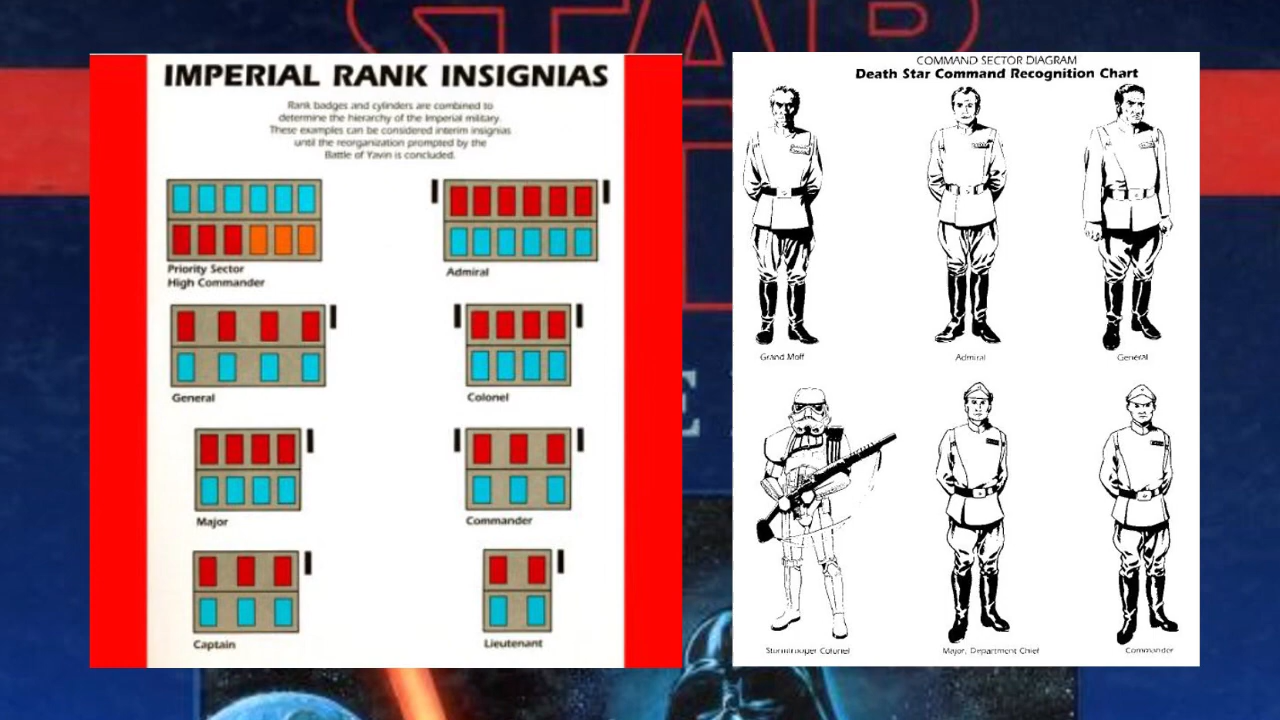 STAR
IMPERIAL RANK INSIGNIAS
Rank badges and cylinders are combined to
determine the hierarchy of the Imperial military.
These examples can be considered interim insignias
until the reorganization prompted by the
Battle of Yavin is concluded.
Priority Sector
High Commander
Admiral
General
Colonel
Major
Commander
Captain
Lieutenant
COMMAND SECTOR DIAGRAM
Death Star Command Recognition Chart
Grand Moff
Admiral
General
Stormtrooper Colonel
Major, Department Chief
Commander